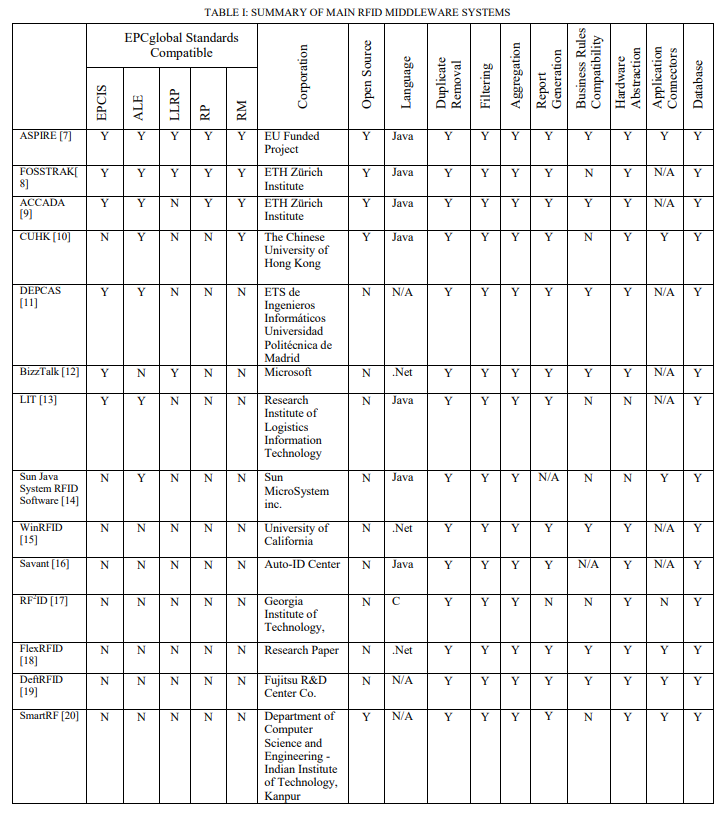 TABLE I: SUMMARY OF MAIN RFID MIDDLEWARE SYSTEMS
EPCglobal Standards
Compatible
EPCIS
ALE
LLRP
RP
RM
Corporation
Open Source
Language
Duplicate
Removal
Filtering
Aggregation
Report
Generation
Business Rules
Compatibility
Hardware
Abstraction
Application
Connectors
Database
ASPIRE [7] Y Y Y Y Y EU Funded Y Java Y Y Y Y Y Y Y Y
Project
FOSSTRAK[ Y Y Y Y Y ETH Zürich Y Java Y Y Y Y N Y N/A Y
8] Institute
ACCADA Y Y N Y Y ETH Zürich Y Java Y Y Y Y Y Y N/A Y
[9] Institute
CUHK [10] N Y N N Y The Chinese Y Java Y Y Y Y N Y Y Y
University of
Hong Kong
DEPCAS Y Y N N N ETS de N N/A Y Y Y Y Y Y N/A Y
[11] Ingenieros
Informáticos
Universidad
Politécnica de
Madrid
BizzTalk [12] Y N Y N N Microsoft N .Net Y Y Y Y Y Y N/A Y
LIT [13] Y Y N N N Research N Java Y Y Y Y N N N/A Y
Institute of
Logistics
Information
Technology
Sun Java N Y N N N Sun N Java Y Y Y N/A N N Y Y
System RFID MicroSystem
Software [14] inc.
WinRFID N N N N N University of N .Net Y Y Y Y Y Y N/A Y
[15] California
Savant [16] N N N N N Auto-ID Center N Java Y Y Y Y N/A Y N/A Y
RF²ID [17] N N N N N Georgia N C Y Y Y N N Y N Y
Institute of
Technology,
FlexRFID N N N N N Research Paper N .Net Y Y Y Y Y Y Y Y
[18]
DeftRFID N N N N N Fujitsu R&D N N/A Y Y Y Y Y Y Y Y
[19] Center Co.
SmartRF [20] N N N N N Department of Y N/A Y Y Y Y N Y Y Y
Computer
Science and
Engineering -
Indian Institute
of Technology,
Kanpur